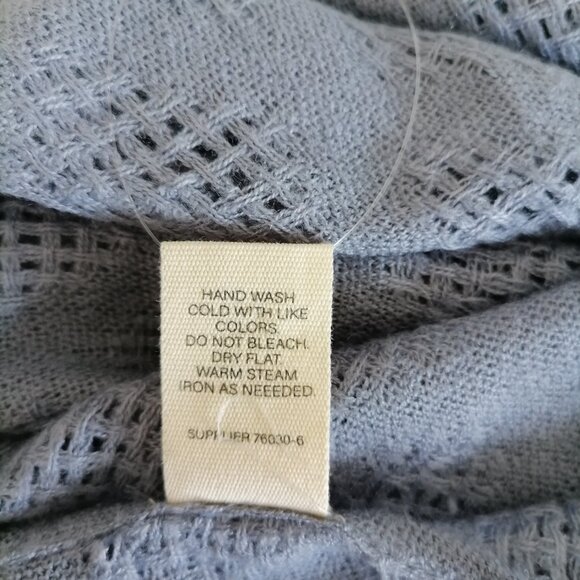 HAND WASH
COLD WITH LIKE
COLORS.
DO NOT BLEACH.
DRY FLAT.
WARM STEAM
IRON AS NEEEDED.
SUPPLIER 76030-6